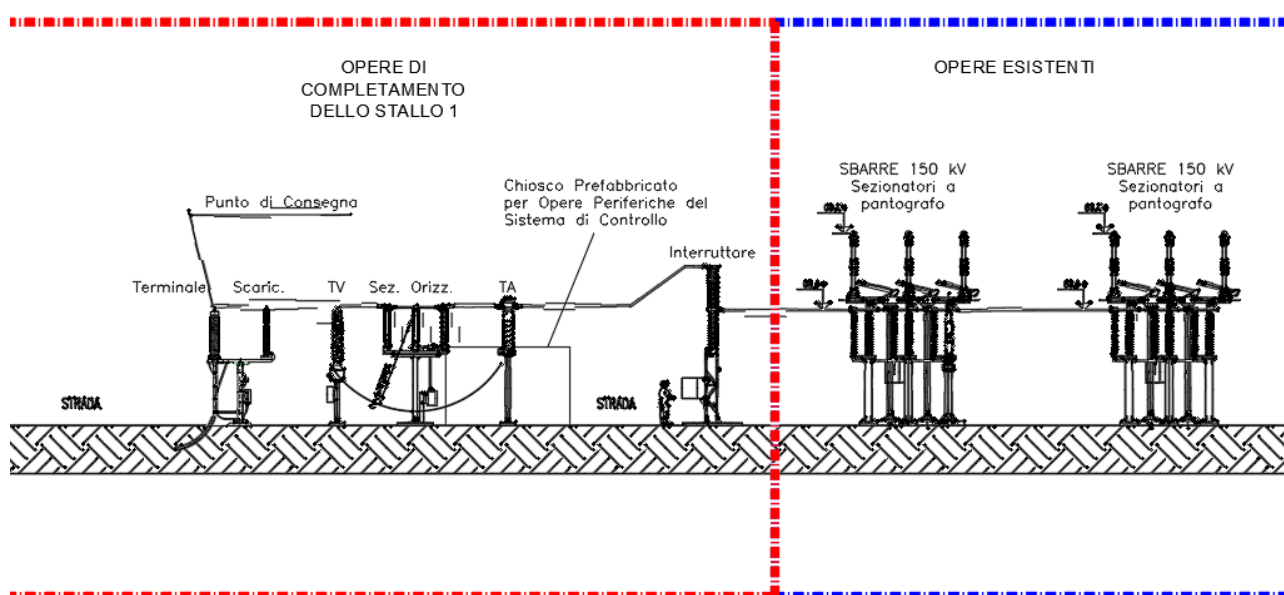 OPERE DI
COMPLETAMENTO
DELLO STALLO 1
OPERE ESISTENTI
SBARRE 150 kV
Sezionatori a
pantografo
SBARRE 150 kV
Sezionatori a
pantografo
Chiosco Prefabbricato
per Opere Periferiche del
Sistema di Controllo
Punto di Consegna
Interruttore
Terminale
Scaric.
TV
Sez. Orizz.
TA
STRADA
STRADA